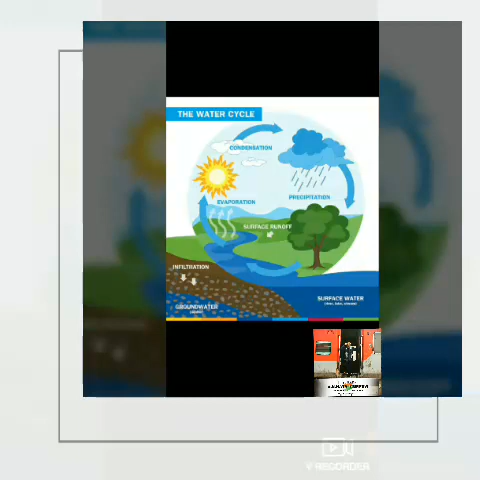 THE WATER CYCLE
CONDENSATION
PRECIPITATION
EVAPORATION
SURFACE RUNOFF
INFILTRATION
GROUNDWATER
SURFACE WATER
V RECORDER